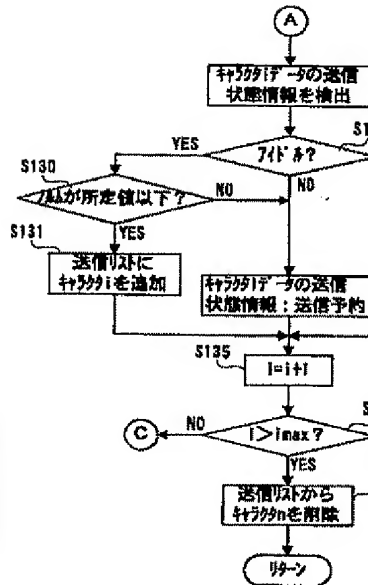 A
キャラクタiデータの送信
状態情報を検出
S1
YES
アイドル?
S130
NO
ノルムが所定値以下?
NO
S131
YES
送信リストに
キャラクタiを追加
キャラクタiデータの送信
状態情報:送信予約
S135
i=i+1
S
C
NO
i>imax?
YES
送信リストから
キャラクタnを削除
リターン